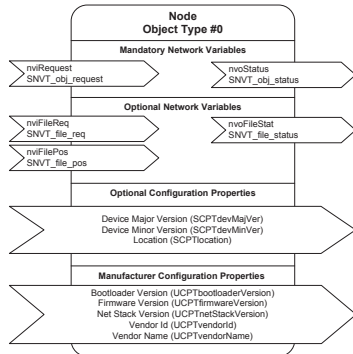 Node
Object Type #0
Mandatory Network Variables
nviRequest
SNVT_obj_request
nvoStatus
SNVT_obj_status
Optional Network Variables
nviFileReq
SNVT_file_req
nvoFileStat
SNVT_file_status
nviFilePos
SNVT_file_pos
Optional Configuration Properties
Device Major Version (SCPTdevMajVer)
Device Minor Version (SCPTdevMinVer)
Location (SCPTlocation)
Manufacturer Configuration Properties
Bootloader Version (UCPTbootloaderVersion)
Firmware Version (UCPTfirmwareVersion)
Net Stack Version (UCPTnetStackVersion)
Vendor Id (UCPTvendorId)
Vendor Name (UCPTvendorName)